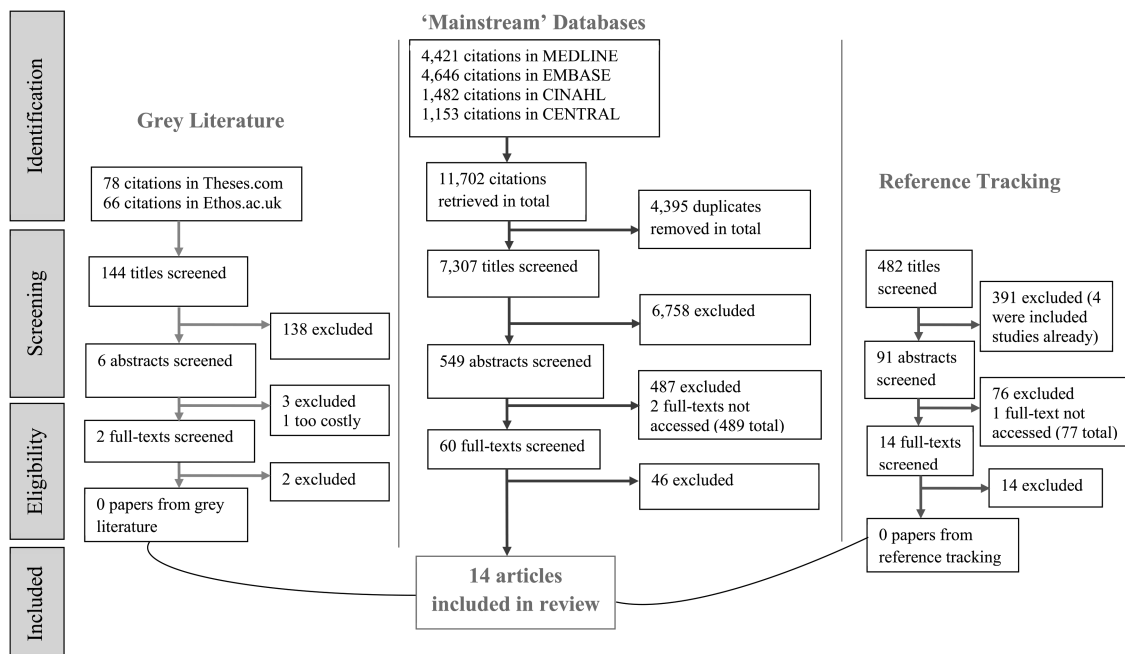 Identification
Screening
Eligibility
Included
Grey Literature
78 citations in Theses.com
66 citations in Ethos.ac.uk
144 titles screened
138 excluded
6 abstracts screened
3 excluded
1 too costly
2 full-texts screened
2 excluded
0 papers from grey
literature
‘Mainstream’ Databases
4,421 citations in MEDLINE
4,646 citations in EMBASE
1,482 citations in CINAHL
1,153 citations in CENTRAL
11,702 citations
retrieved in total
4,395 duplicates
removed in total
7,307 titles screened
6,758 excluded
549 abstracts screened
487 excluded
2 full-texts not
accessed (489 total)
60 full-texts screened
46 excluded
14 articles
included in review
Reference Tracking
482 titles
screened
391 excluded (4
were included
studies already)
91 abstracts
screened
76 excluded
1 full-text not
accessed (77 total)
14 full-texts
screened
14 excluded
0 papers from
reference tracking